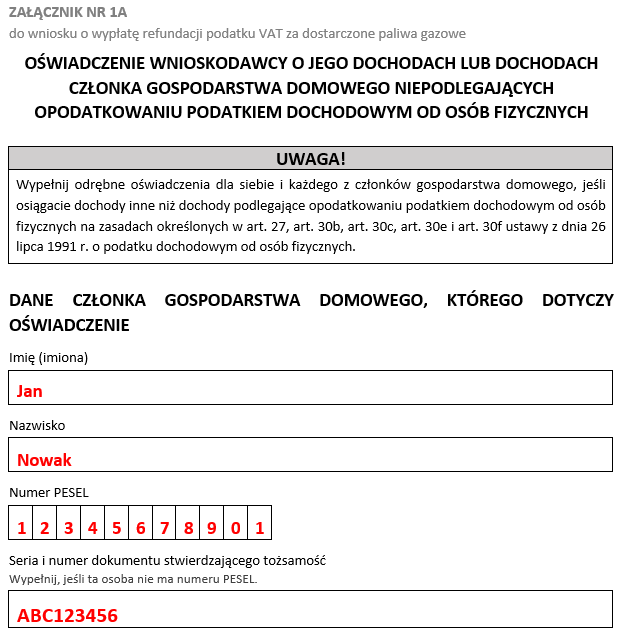 ZAŁĄCZNIK NR 1A
do wniosku o wypłatę refundacji podatku VAT za dostarczone paliwa gazowe
OŚWIADCZENIE WNIOSKODAWCY O JEGO DOCHODACH LUB DOCHODACH
CZŁONKA GOSPODARSTWA DOMOWEGO NIEPODLEGAJĄCYCH
OPODATKOWANIU PODATKIEM DOCHODOWYM OD OSÓB FIZYCZNYCH
UWAGA!
Wypełnij odrębne oświadczenia dla siebie i każdego z członków gospodarstwa domowego, jeśli
osiągacie dochody inne niż dochody podlegające opodatkowaniu podatkiem dochodowym od osób
fizycznych na zasadach określonych w art. 27, art. 30b, art. 30c, art. 30e i art. 30f ustawy z dnia 26
lipca 1991 r. o podatku dochodowym od osób fizycznych.
DANE CZŁONKA GOSPODARSTWA DOMOWEGO, KTÓREGO DOTYCZY
OŚWIADCZENIE
Imię (imiona)
Jan
Nazwisko
Nowak
Numer PESEL
1 2 3 4 5 6 7 8 9 0 1
Seria i numer dokumentu stwierdzającego tożsamość
Wypełnij, jeśli ta osoba nie ma numeru PESEL.
ABC123456